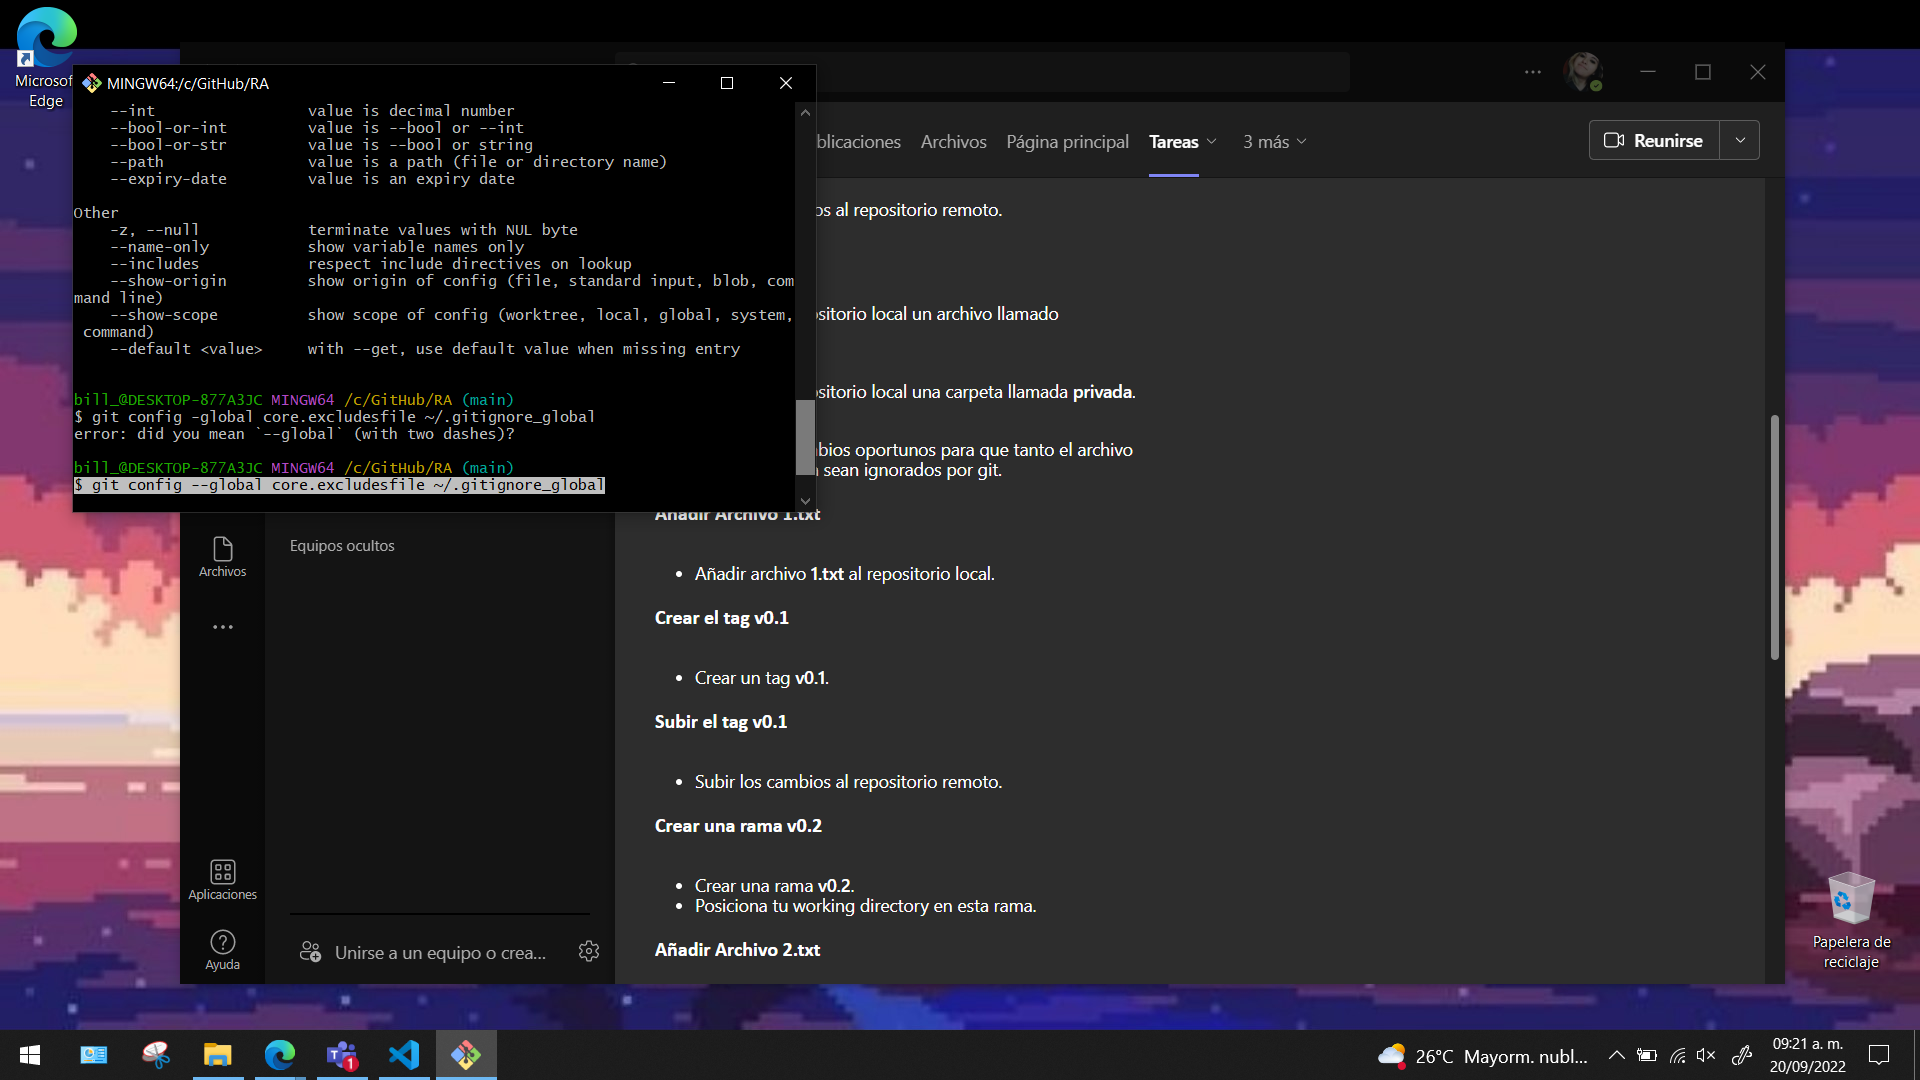 Microsof
Edge
MINGW64:/c/GitHub/RA
--int value is decimal number
--bool-or-int value is --bool or --int
--bool-or-str value is --bool or string
--path value is a path (file or directory name)
--expiry-date value is an expiry date
Other
-z, --null terminate values with NUL byte
--name-only show variable names only
--includes respect include directives on lookup
--show-origin show origin of config (file, standard input, blob, com
mand line)
--show-scope show scope of config (worktree, local, global, system,
command)
--default <value> with --get, use default value when missing entry
bill_@DESKTOP-877A3JC MINGW64 /c/GitHub/RA (main)
$ git config -global core.excludesfile ~/.gitignore_global
error: did you mean `--global` (with two dashes)?
bill_@DESKTOP-877A3JC MINGW64 /c/GitHub/RA (main)
$ git config --global core.excludesfile ~/.gitignore_global
blicaciones Archivos Página principal Tareas 3 más
Reunirse
os al repositorio remoto.
sitorio local un archivo llamado
sitorio local una carpeta llamada privada.
bios oportunos para que tanto el archivo
sean ignorados por git.
Añadir Archivo 1.txt
Añadir archivo 1.txt al repositorio local.
Crear el tag v0.1
Crear un tag v0.1.
Subir el tag v0.1
Subir los cambios al repositorio remoto.
Crear una rama v0.2
Crear una rama v0.2.
Posiciona tu working directory en esta rama.
Añadir Archivo 2.txt
Equipos ocultos
Archivos
Aplicaciones
Ayuda
Unirse a un equipo o crea...
Papelera de
reciclaje
1
26°C Mayorm. nubl...
09:21 a. m.
20/09/2022